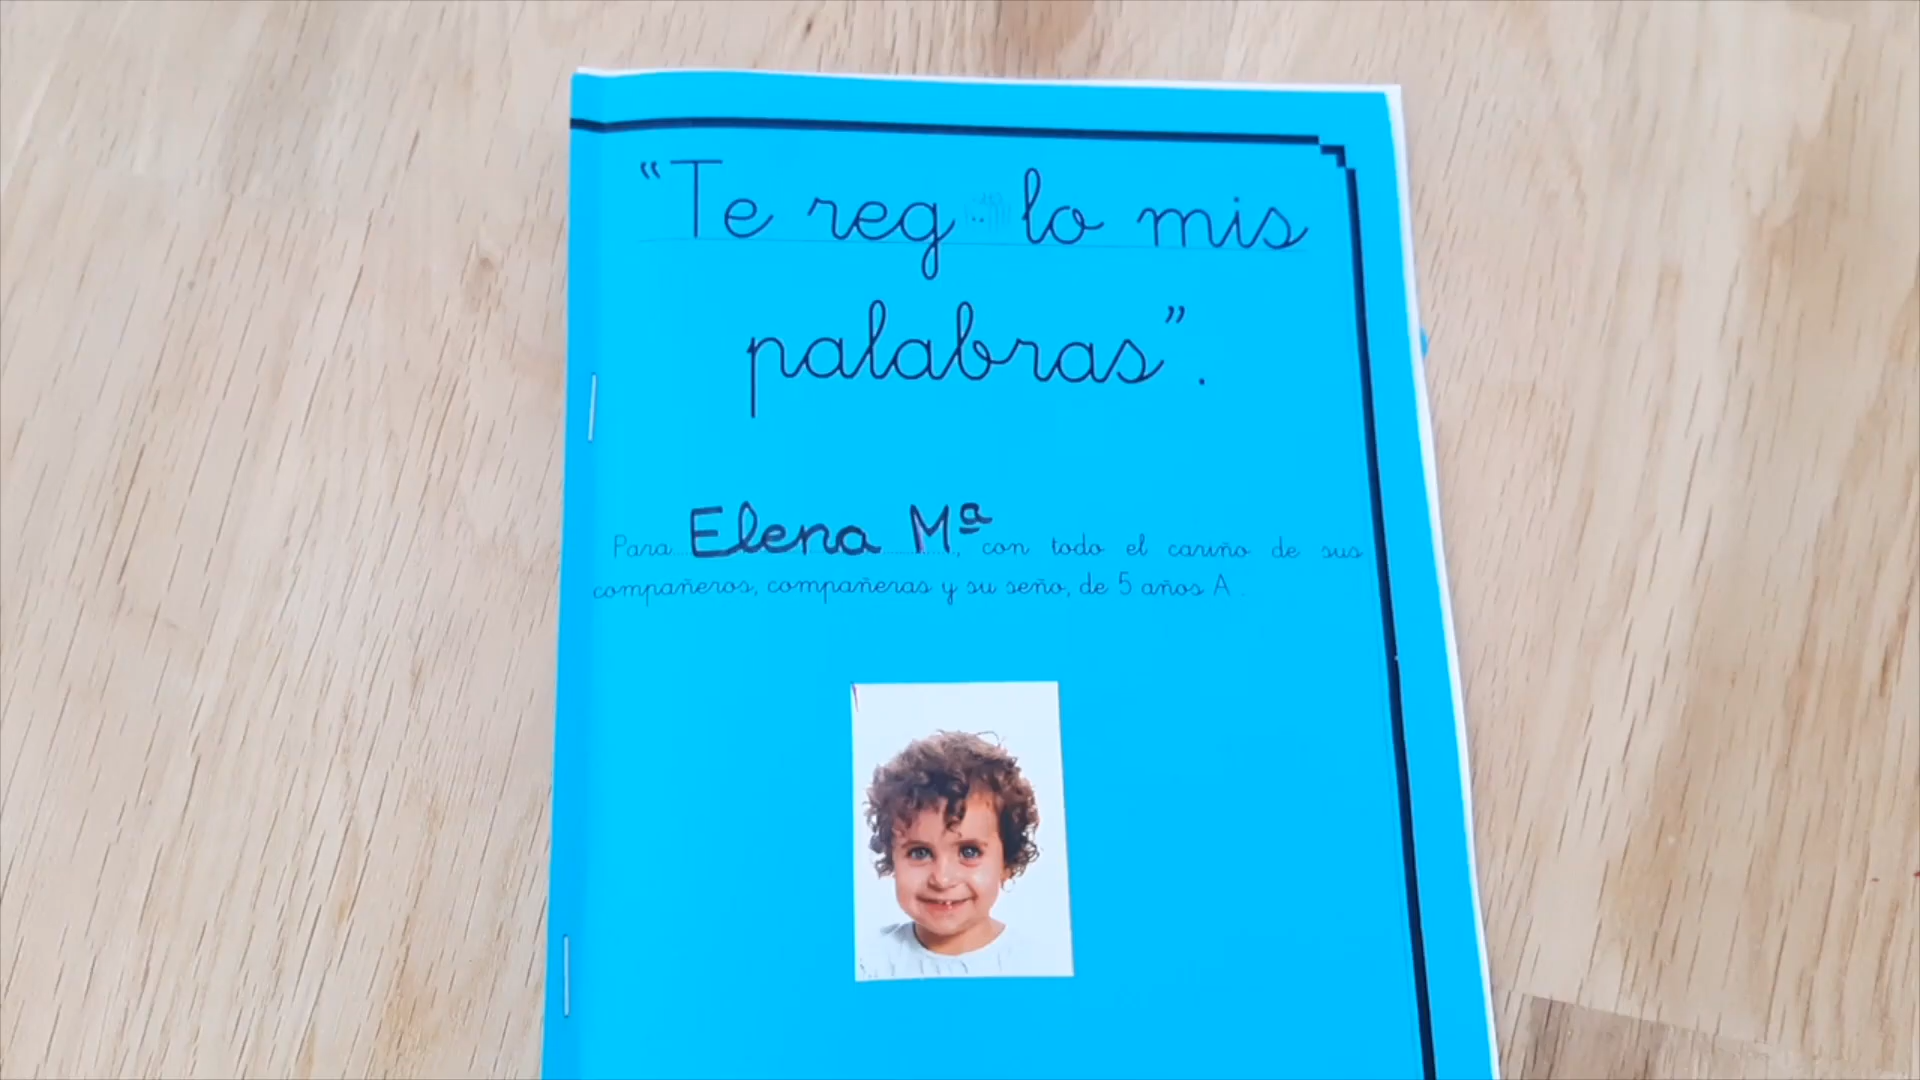 “Te reg lo mis
palabras”.
Para Elena Mª, con todo el cariño de sus
compañeros, compañeras y su seño, de 5 años A .